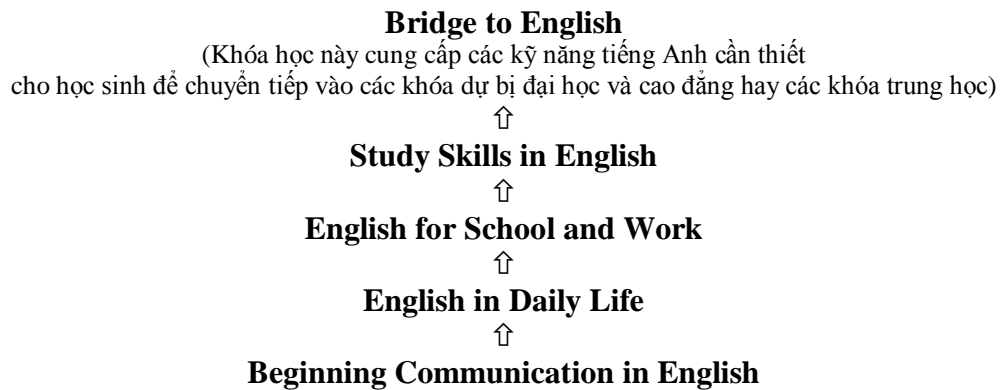 Bridge to English
(Khóa học này cung cấp các kỹ năng tiếng Anh cần thiết
cho học sinh để chuyển tiếp vào các khóa dự bị đại học và cao đẳng hay các khóa trung học)
⇧
Study Skills in English
⇧
English for School and Work
⇧
English in Daily Life
⇧
Beginning Communication in English